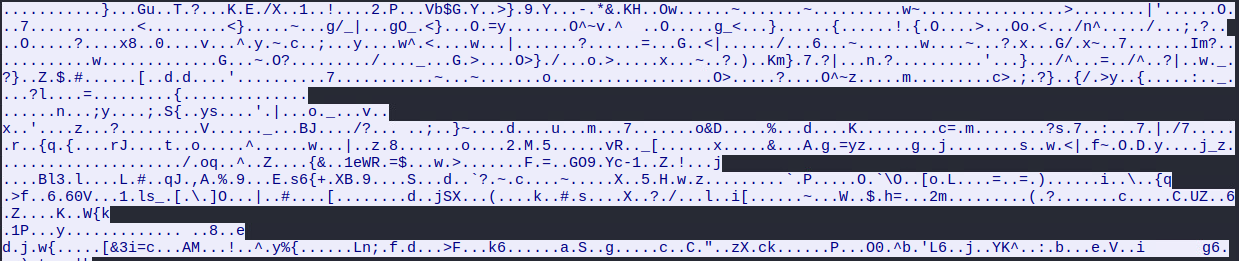 ...........}...Gu..T.?...K.E./X..1..!....2.P...Vb$G.Y..>}.9.Y...-.*&.KH..Ow......~.......~..........w~................>........|'......O.
..7............<.........<}.....~...g/_|...gO_.<}...O.=y.......O^~v.^  ..O.....g_<...}......{......!.{.O....>...Oo.<.../n^...../...;.?..
..O.....?....x8..0....v...^.y.~.c..;...y....w^.<....w...|.......?......=...G..<|....../...6...~.......w....~...?.x...G/.x~..7.......Im?..
..........w.............G...~.O?........./...._...G.>....O>}./...o.>.....x...~..?.)..Km}.7.?|...n.?..........'...}.../^...=../^..?|..w._.
?}..Z.$.#......[..d.d....'..........7...........~...~.......o..................O>.....?....O^~z.....m.........c>.;.?}..{/.>y..{.....:.._.
...?l....=.........{..............
......n...;y....;.S{..ys....'.|...o._...v..
x..'....z...?.........V......_...BJ..../?... ..;..}~....d....u...m...7.......o&D.....%...d....K.........c=.m........?s.7..:...7.|./7.....
.r..{q.{....rJ....t..o.....^......w...|..z.8.......o....2.M.5......vR.._[......x.....&...A.g.=yz.....g..j........s..w.<|.f~.O.D.y....j_z.
..................../.oq..^..Z....{&..1eWR.=$...w.>.......F.=..GO9.Yc-1..Z.!...j
....Bl3.l....L.#..qJ.,A.%.9...E.s6{+.XB.9....S...d..`?.~.c....~.....X..5.H.w.z.........`.P.....O.`\O..[o.L....=..=.)......i..\..{q
.>f..6.60V...1.ls_.[.\.]O...|..#....[........d..jSX...(....k..#.s....X..?./...l..i[......~...W..$.h=...2m.........(.?.......c.....C.UZ..6
.Z....K..W{k
.1P...y............. ..8..e
d.j.w{.....[&3i=c...AM...!..^.y%{......Ln;.f.d...>F...k6......a.S..g.....c..C."..zX.ck......P...O0.^b.'L6..j..YK^..:.b...e.V..i      g6.